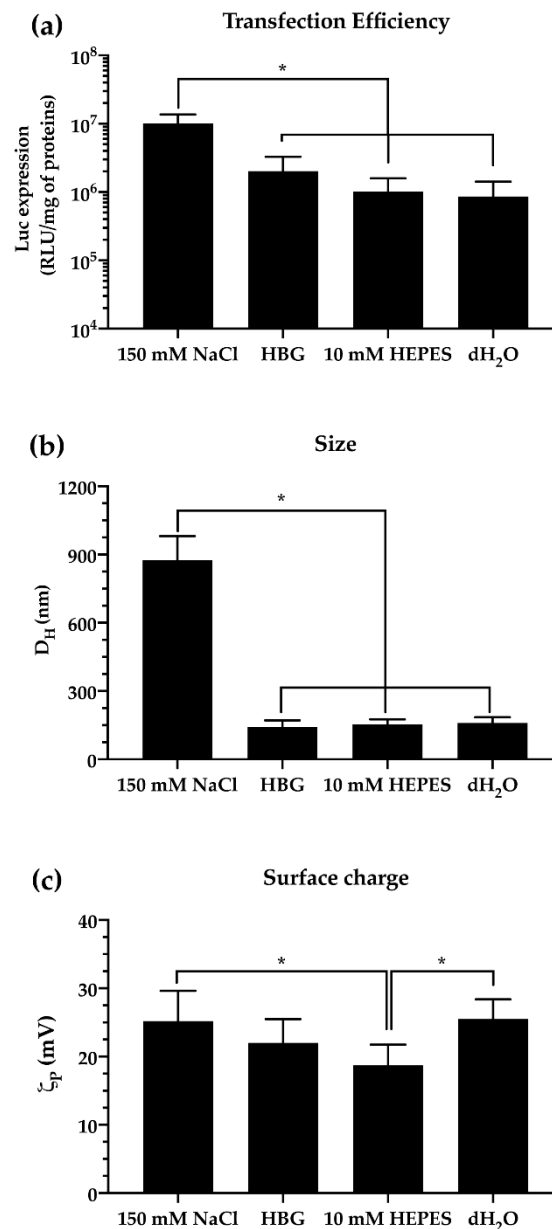 (a) Transfection Efficiency
Luc expression
(RLU/mg of proteins)
10⁸
10⁷
10⁶
10⁵
10⁴
*
150 mM NaCl HBG 10 mM HEPES dH₂O
(b) Size
D_H (nm)
1200
900
600
300
0
*
150 mM NaCl HBG 10 mM HEPES dH₂O
(c) Surface charge
ζ_P (mV)
40
30
20
10
0
* *
150 mM NaCl HBG 10 mM HEPES dH₂O